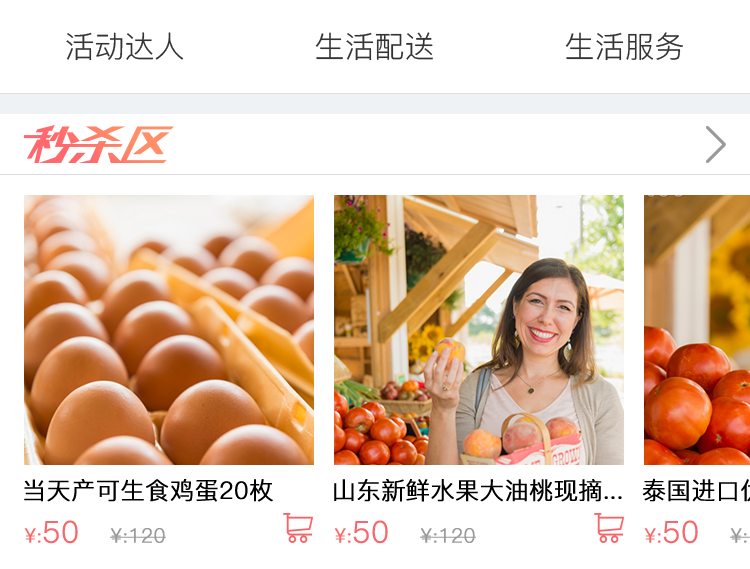 活动达人 生活配送 生活服务
秒杀区
当天产可生食鸡蛋20枚 山东新鲜水果大油桃现摘... 泰国进口
¥:50 ¥:120 ¥:50 ¥:120 ¥:50 ¥: